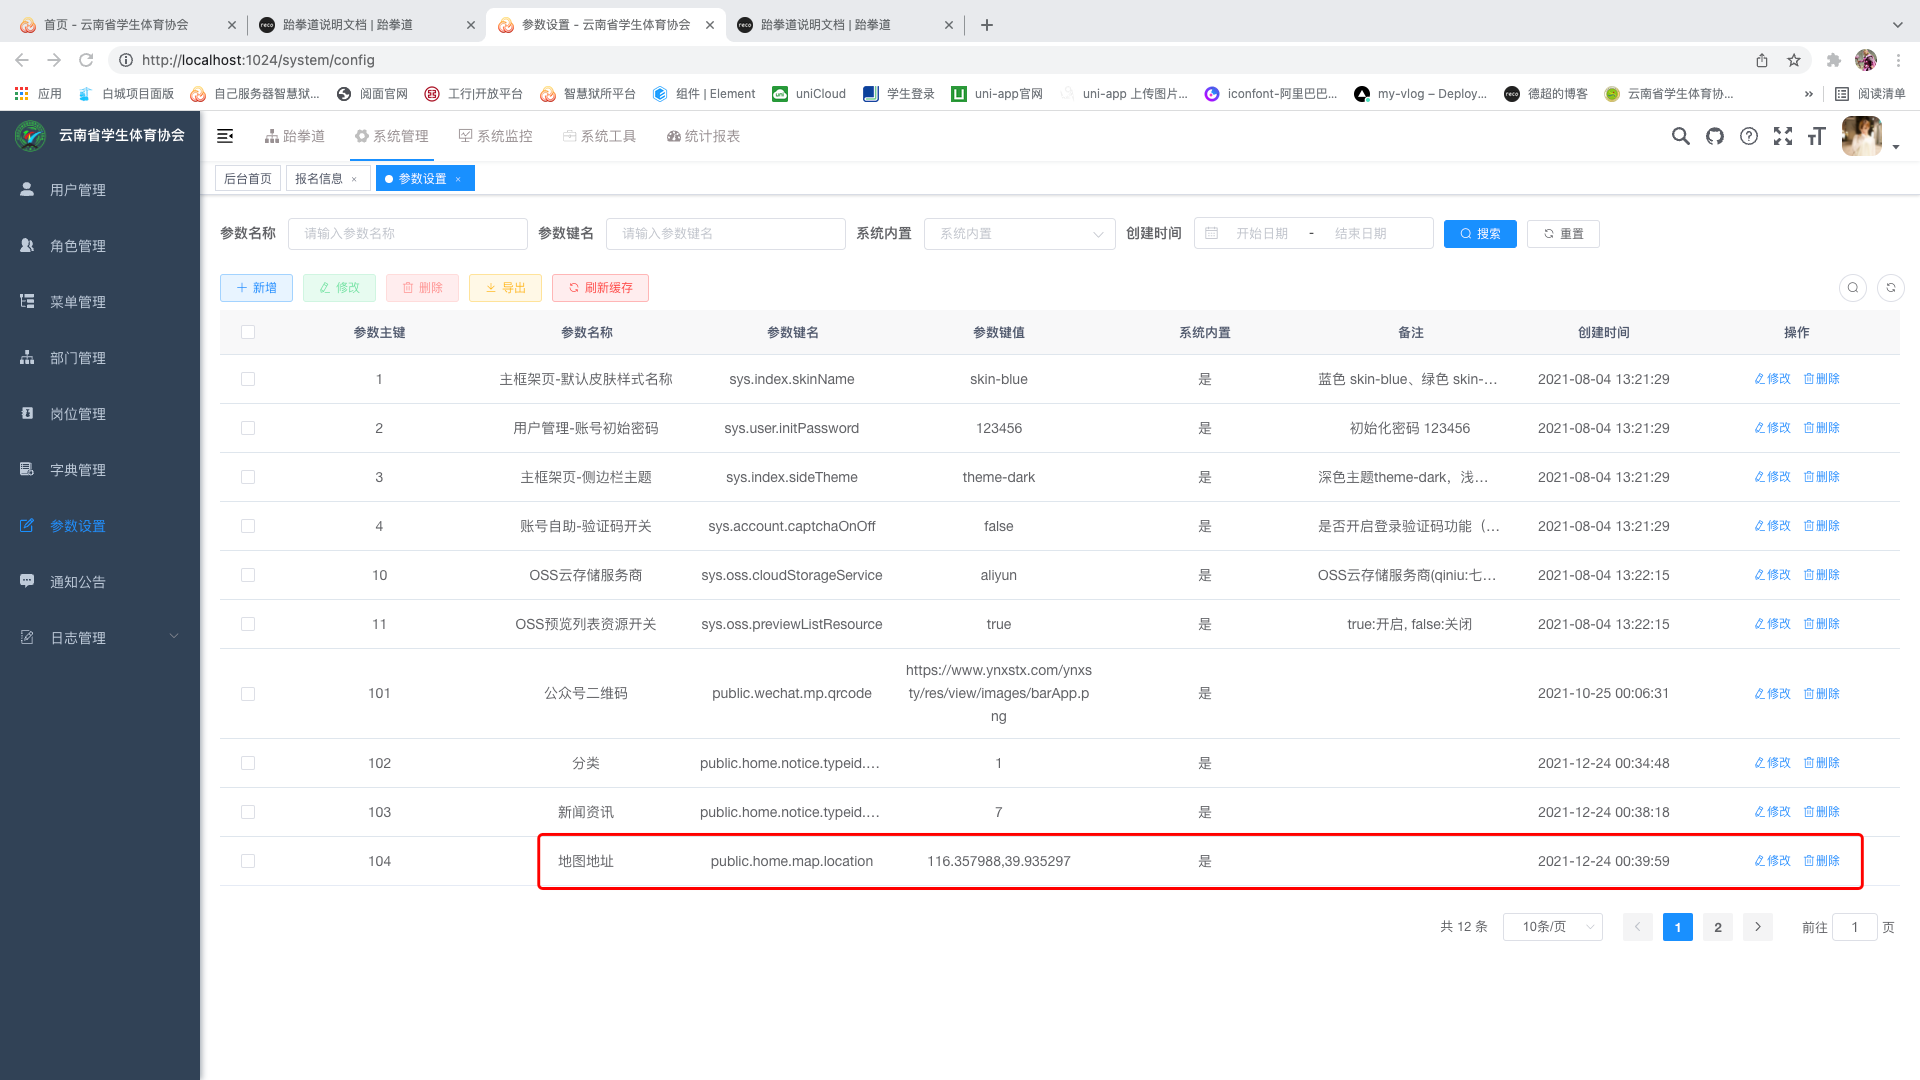 首页 - 云南省学生体育协会
跆拳道说明文档 | 跆拳道
参数设置 - 云南省学生体育协会
跆拳道说明文档 | 跆拳道
http://localhost:1024/system/config
应用 白城项目面版 自己服务器智慧狱... 阅面官网 工行|开放平台 智慧狱所平台 组件 | Element uniCloud 学生登录 uni-app官网 uni-app 上传图片... iconfont-阿里巴巴... my-vlog – Deploy... 德超的博客 云南省学生体育协... » 阅读清单
云南省学生体育协会
跆拳道 系统管理 系统监控 系统工具 统计报表
后台首页 报名信息 × 参数设置 ×
用户管理
角色管理
菜单管理
部门管理
岗位管理
字典管理
参数设置
通知公告
日志管理
参数名称 请输入参数名称 参数键名 请输入参数键名 系统内置 系统内置 创建时间 开始日期 - 结束日期 搜索 重置
新增 修改 删除 导出 刷新缓存
参数主键 参数名称 参数键名 参数键值 系统内置 备注 创建时间 操作
1 主框架页-默认皮肤样式名称 sys.index.skinName skin-blue 是 蓝色 skin-blue、绿色 skin-... 2021-08-04 13:21:29 修改 删除
2 用户管理-账号初始密码 sys.user.initPassword 123456 是 初始化密码 123456 2021-08-04 13:21:29 修改 删除
3 主框架页-侧边栏主题 sys.index.sideTheme theme-dark 是 深色主题theme-dark，浅... 2021-08-04 13:21:29 修改 删除
4 账号自助-验证码开关 sys.account.captchaOnOff false 是 是否开启登录验证码功能（... 2021-08-04 13:21:29 修改 删除
10 OSS云存储服务商 sys.oss.cloudStorageService aliyun 是 OSS云存储服务商(qiniu:七... 2021-08-04 13:22:15 修改 删除
11 OSS预览列表资源开关 sys.oss.previewListResource true 是 true:开启, false:关闭 2021-08-04 13:22:15 修改 删除
101 公众号二维码 public.wechat.mp.qrcode https://www.ynxstx.com/ynxs
ty/res/view/images/barApp.p
ng 是 2021-10-25 00:06:31 修改 删除
102 分类 public.home.notice.typeid.... 1 是 2021-12-24 00:34:48 修改 删除
103 新闻资讯 public.home.notice.typeid.... 7 是 2021-12-24 00:38:18 修改 删除
104 地图地址 public.home.map.location 116.357988,39.935297 是 2021-12-24 00:39:59 修改 删除
共 12 条 10条/页 1 2 前往 1 页